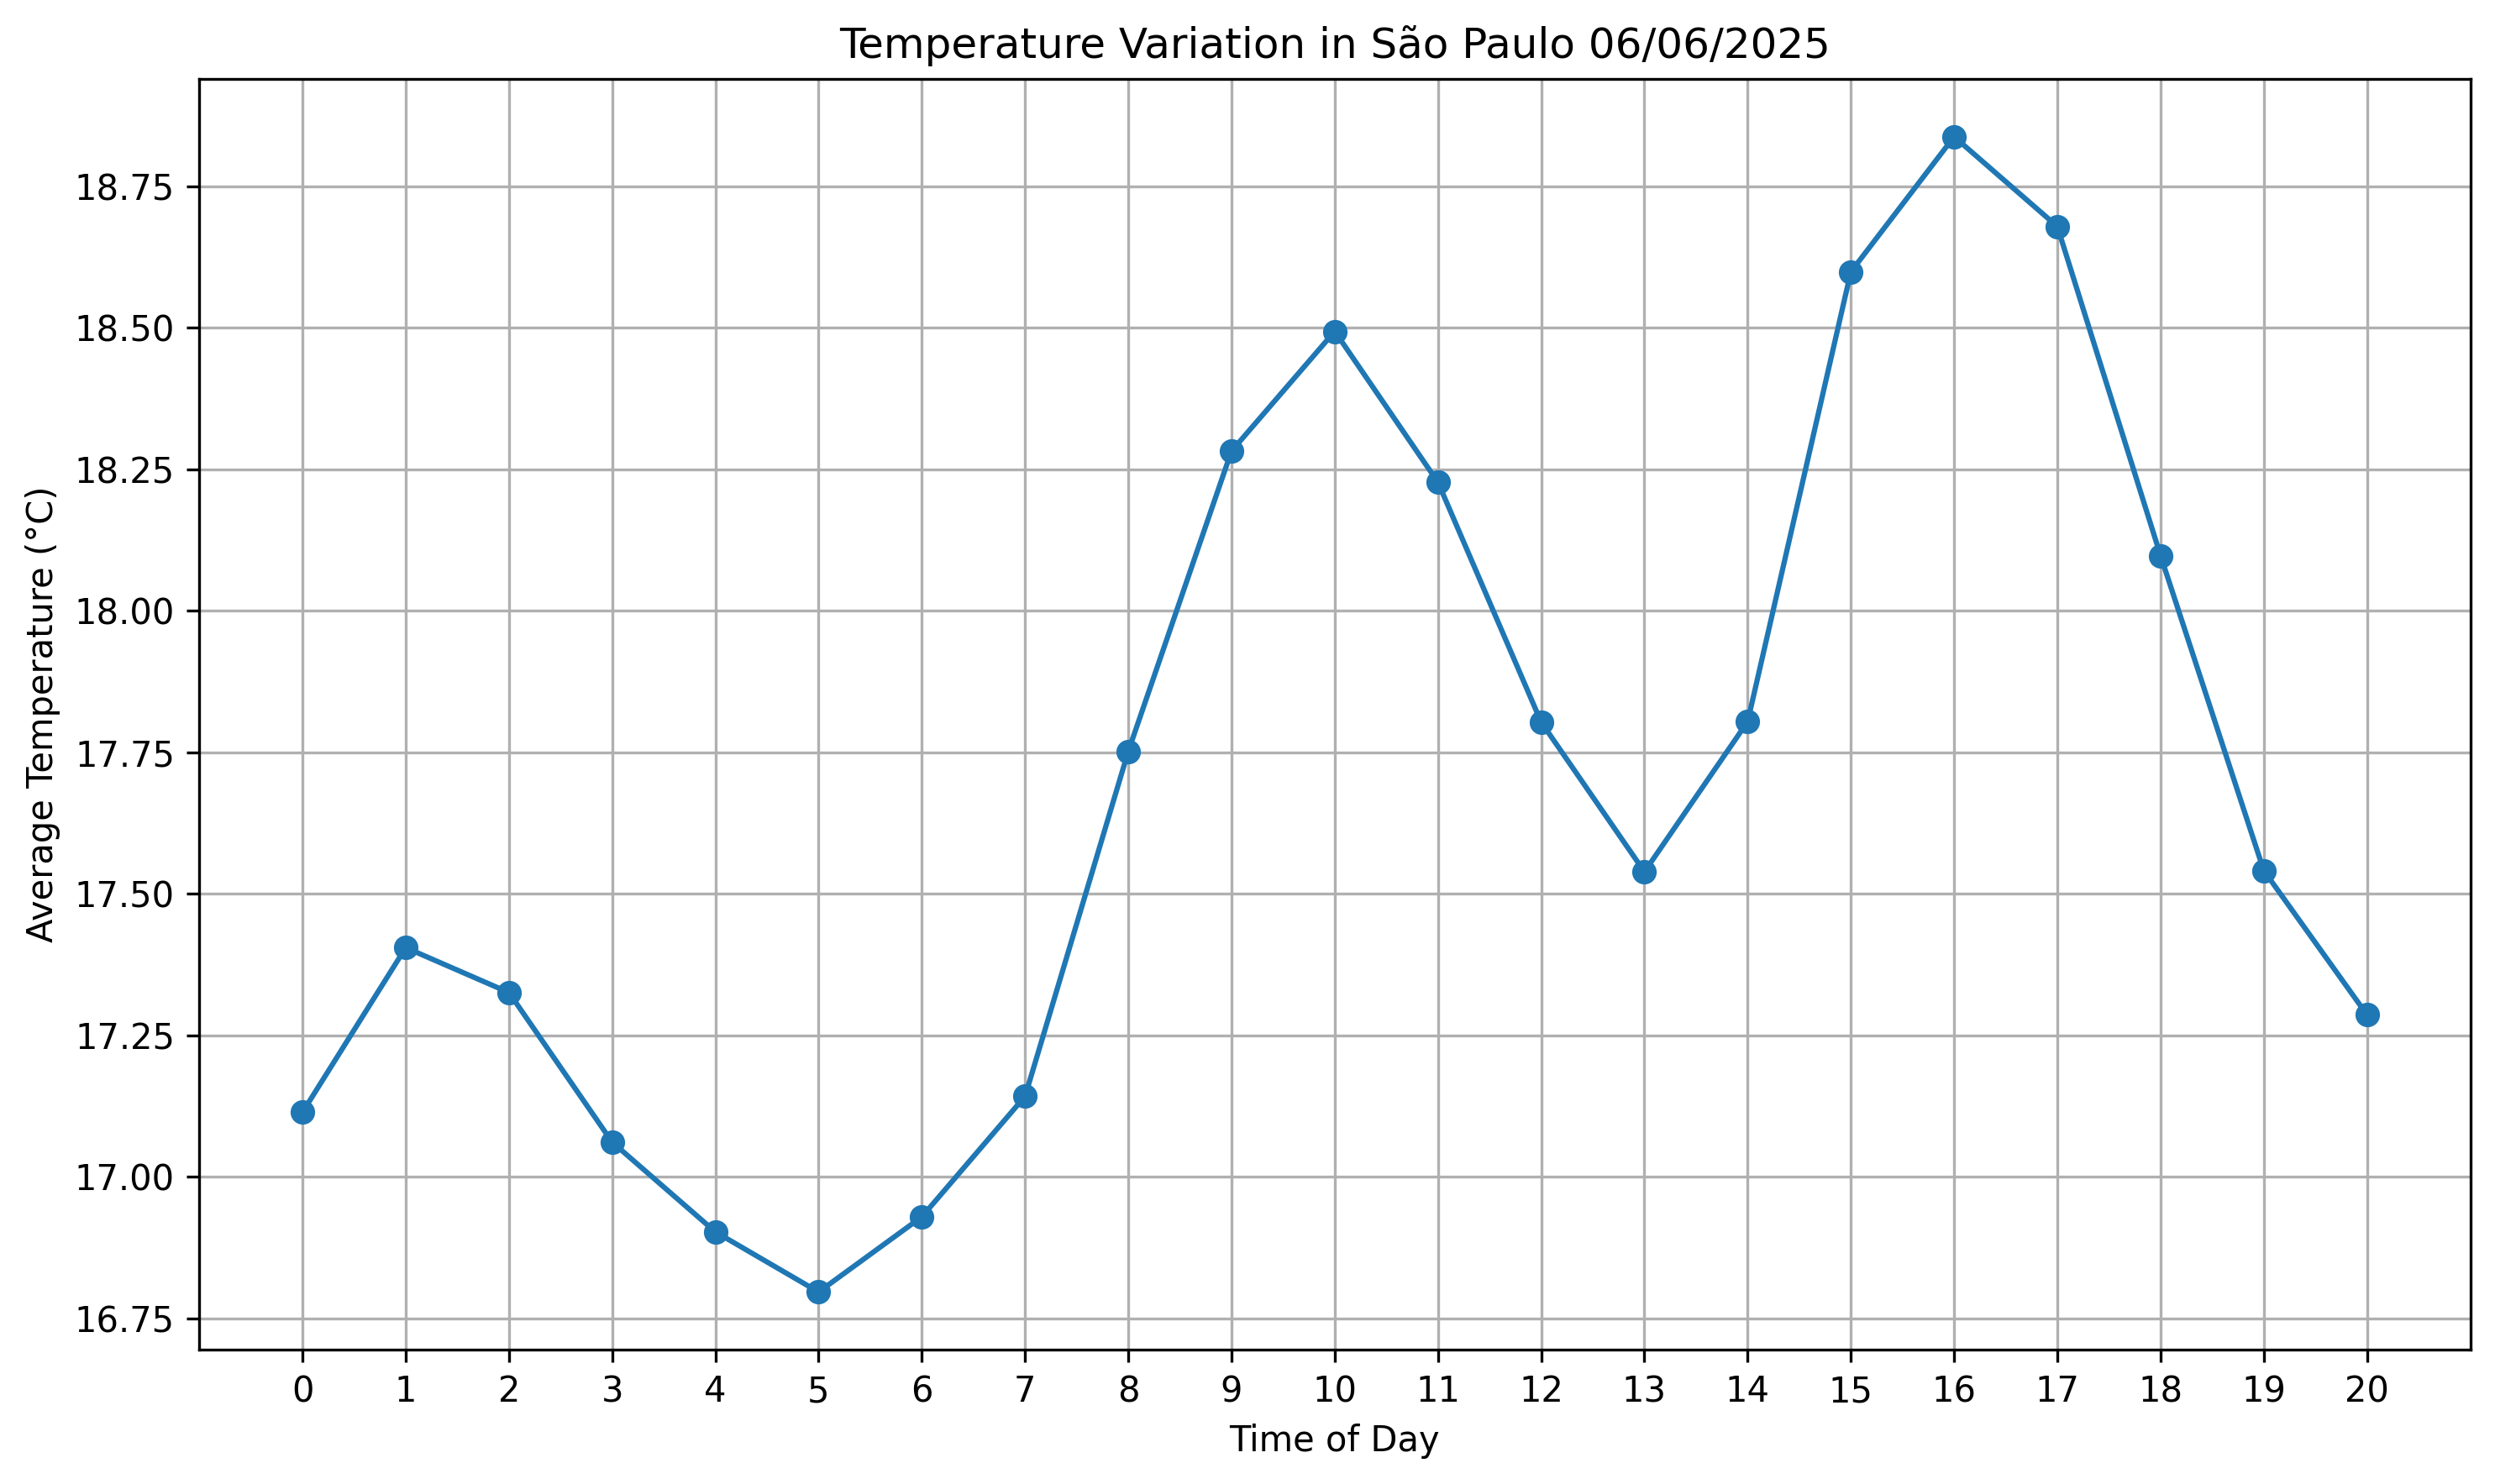 Temperature Variation in São Paulo 06/06/2025
18.75
18.50
18.25
18.00
17.75
17.50
17.25
17.00
16.75
Average Temperature (°C)
0 1 2 3 4 5 6 7 8 9 10 11 12 13 14 15 16 17 18 19 20
Time of Day